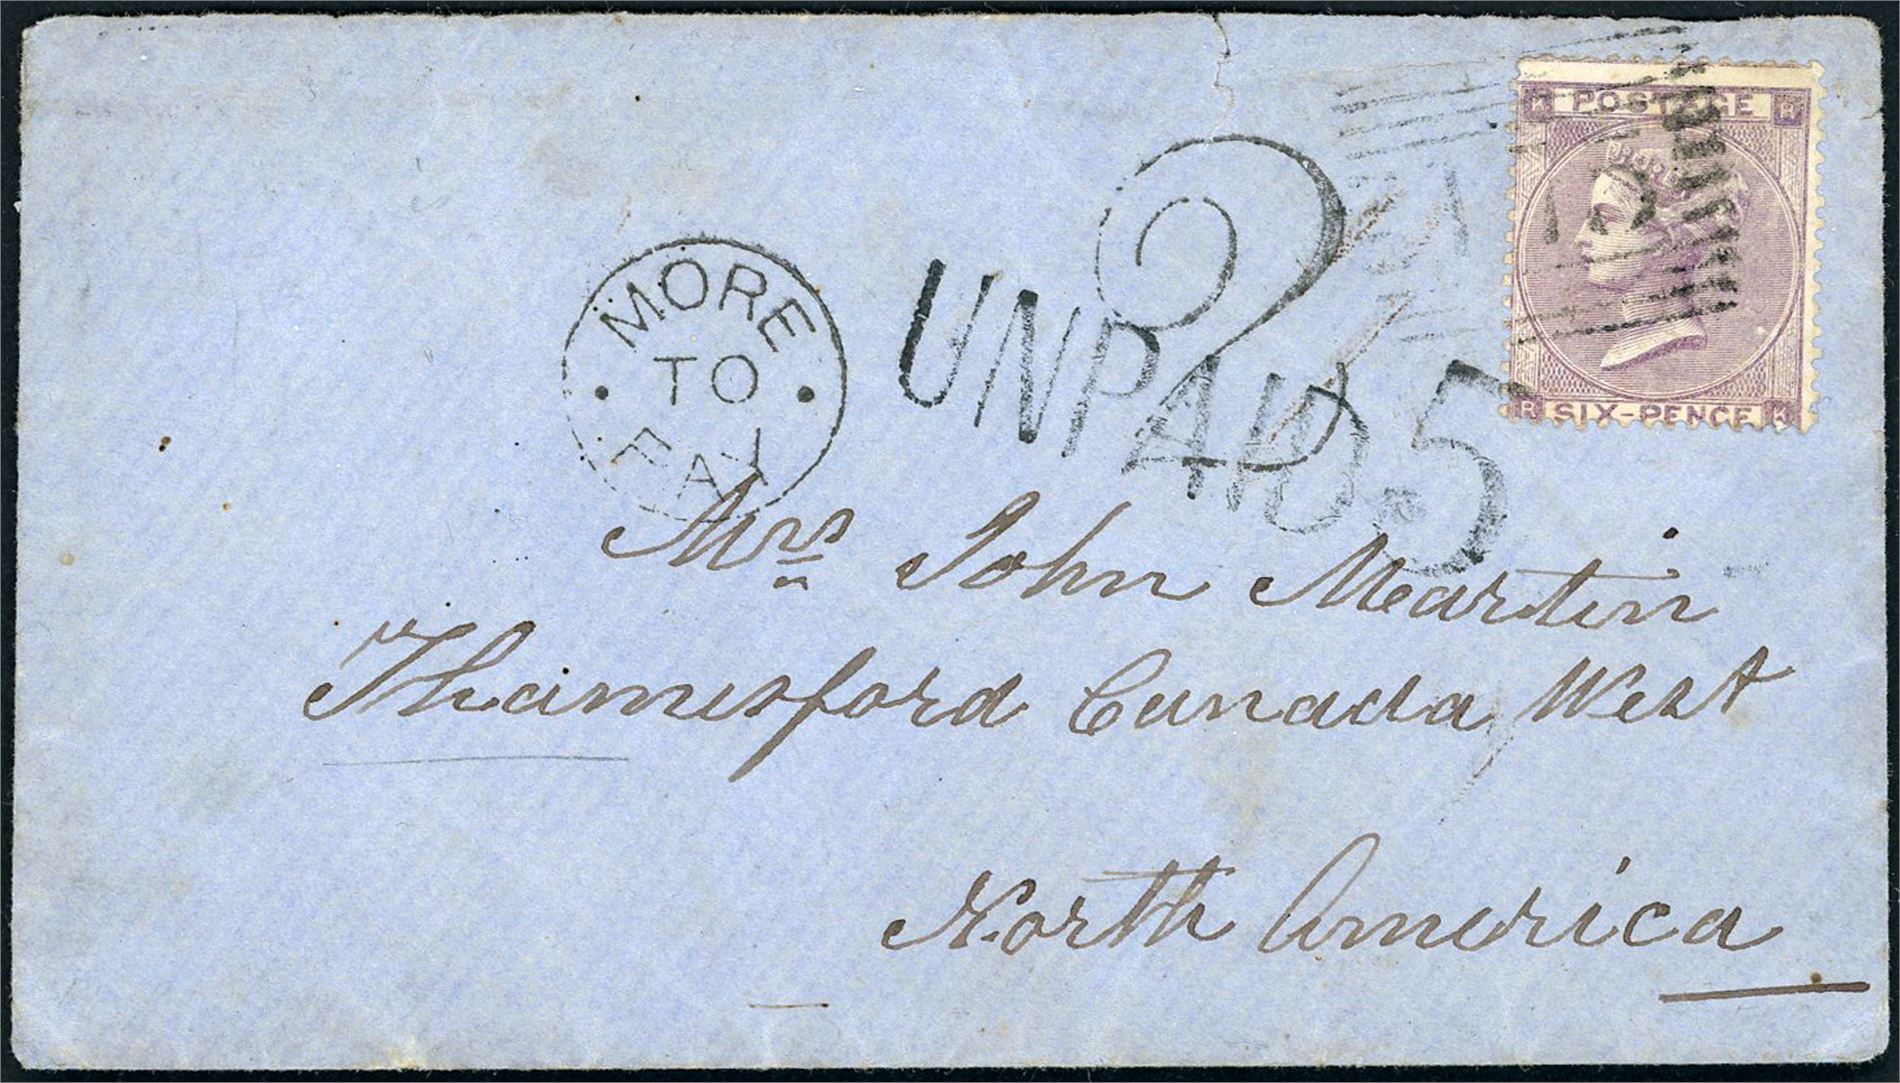 K POSTAGE R
SIX-PENCE
R K
2
MORE
TO
PAY
UNPAID 5
Mrs John Martin
Thamesford Canada West
North America